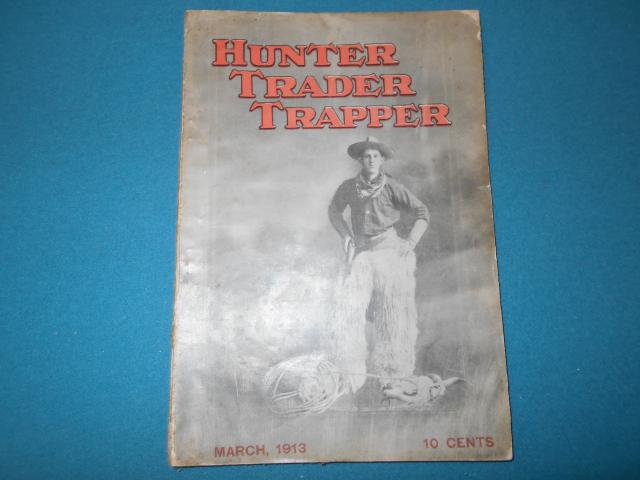 HUNTER
TRADER
TRAPPER
MARCH, 1913 10 CENTS